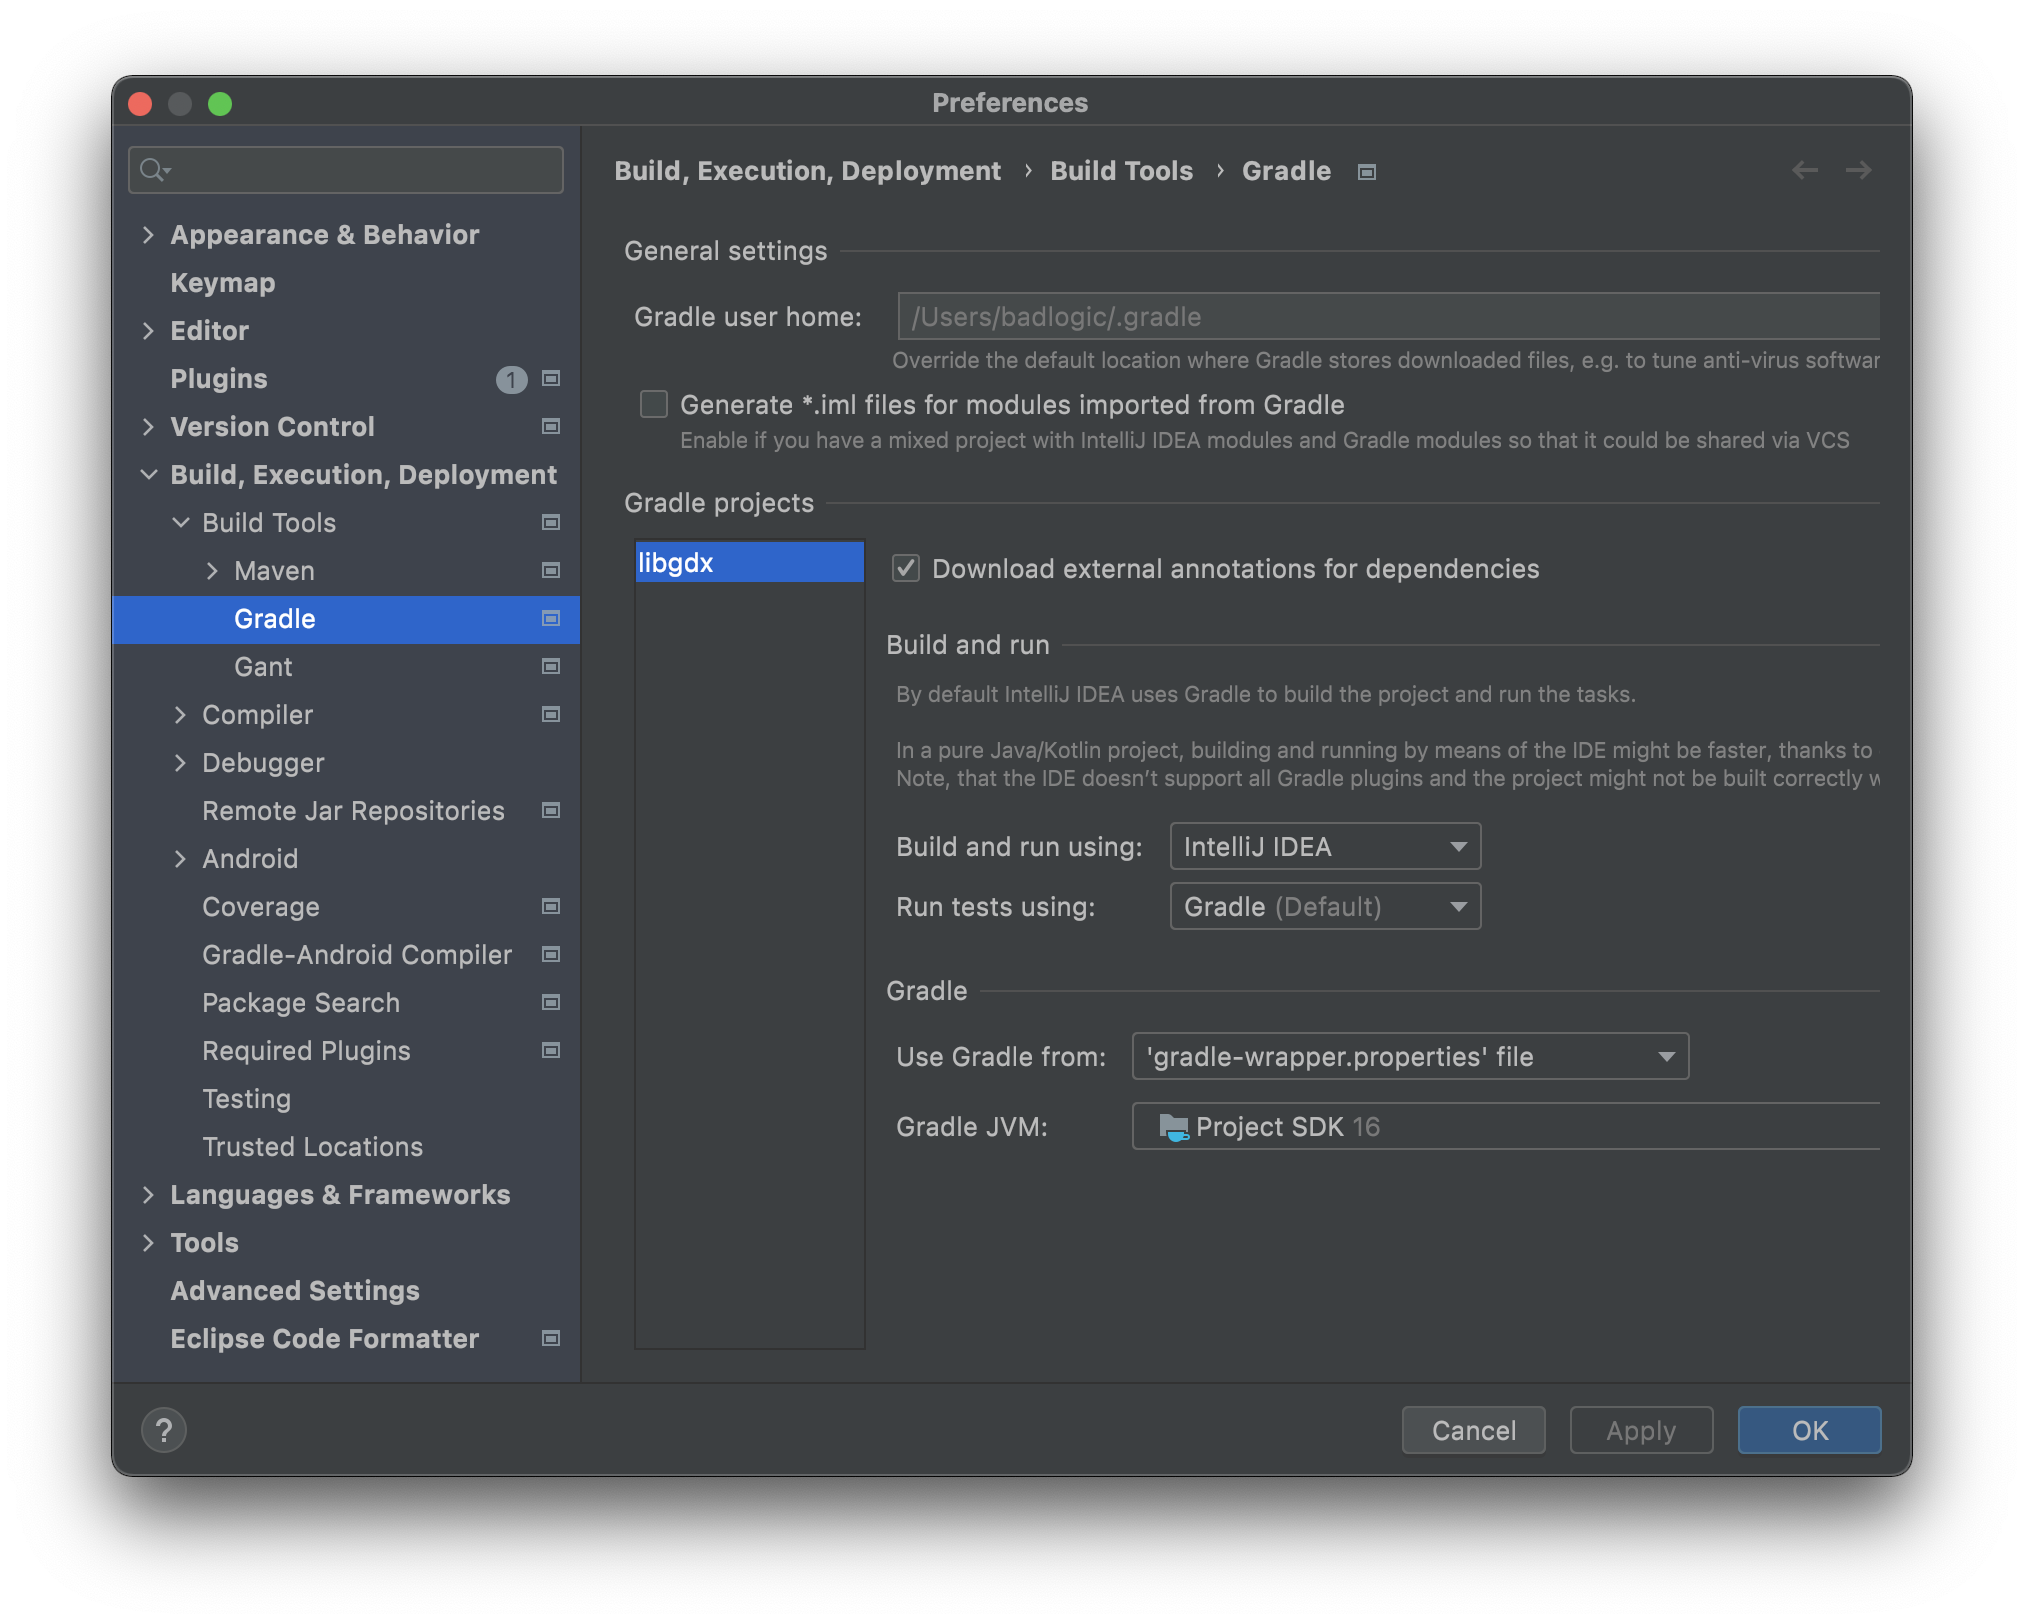 Preferences
Appearance & Behavior
Keymap
Editor
Plugins 1
Version Control
Build, Execution, Deployment
Build Tools
Maven
Gradle
Gant
Compiler
Debugger
Remote Jar Repositories
Android
Coverage
Gradle-Android Compiler
Package Search
Required Plugins
Testing
Trusted Locations
Languages & Frameworks
Tools
Advanced Settings
Eclipse Code Formatter
Build, Execution, Deployment › Build Tools › Gradle
General settings
Gradle user home: /Users/badlogic/.gradle
Override the default location where Gradle stores downloaded files, e.g. to tune anti-virus softwar
Generate *.iml files for modules imported from Gradle
Enable if you have a mixed project with IntelliJ IDEA modules and Gradle modules so that it could be shared via VCS
Gradle projects
libgdx
Download external annotations for dependencies
Build and run
By default IntelliJ IDEA uses Gradle to build the project and run the tasks.
In a pure Java/Kotlin project, building and running by means of the IDE might be faster, thanks to
Note, that the IDE doesn’t support all Gradle plugins and the project might not be built correctly w
Build and run using: IntelliJ IDEA
Run tests using: Gradle (Default)
Gradle
Use Gradle from: 'gradle-wrapper.properties' file
Gradle JVM: Project SDK 16
?
Cancel
Apply
OK